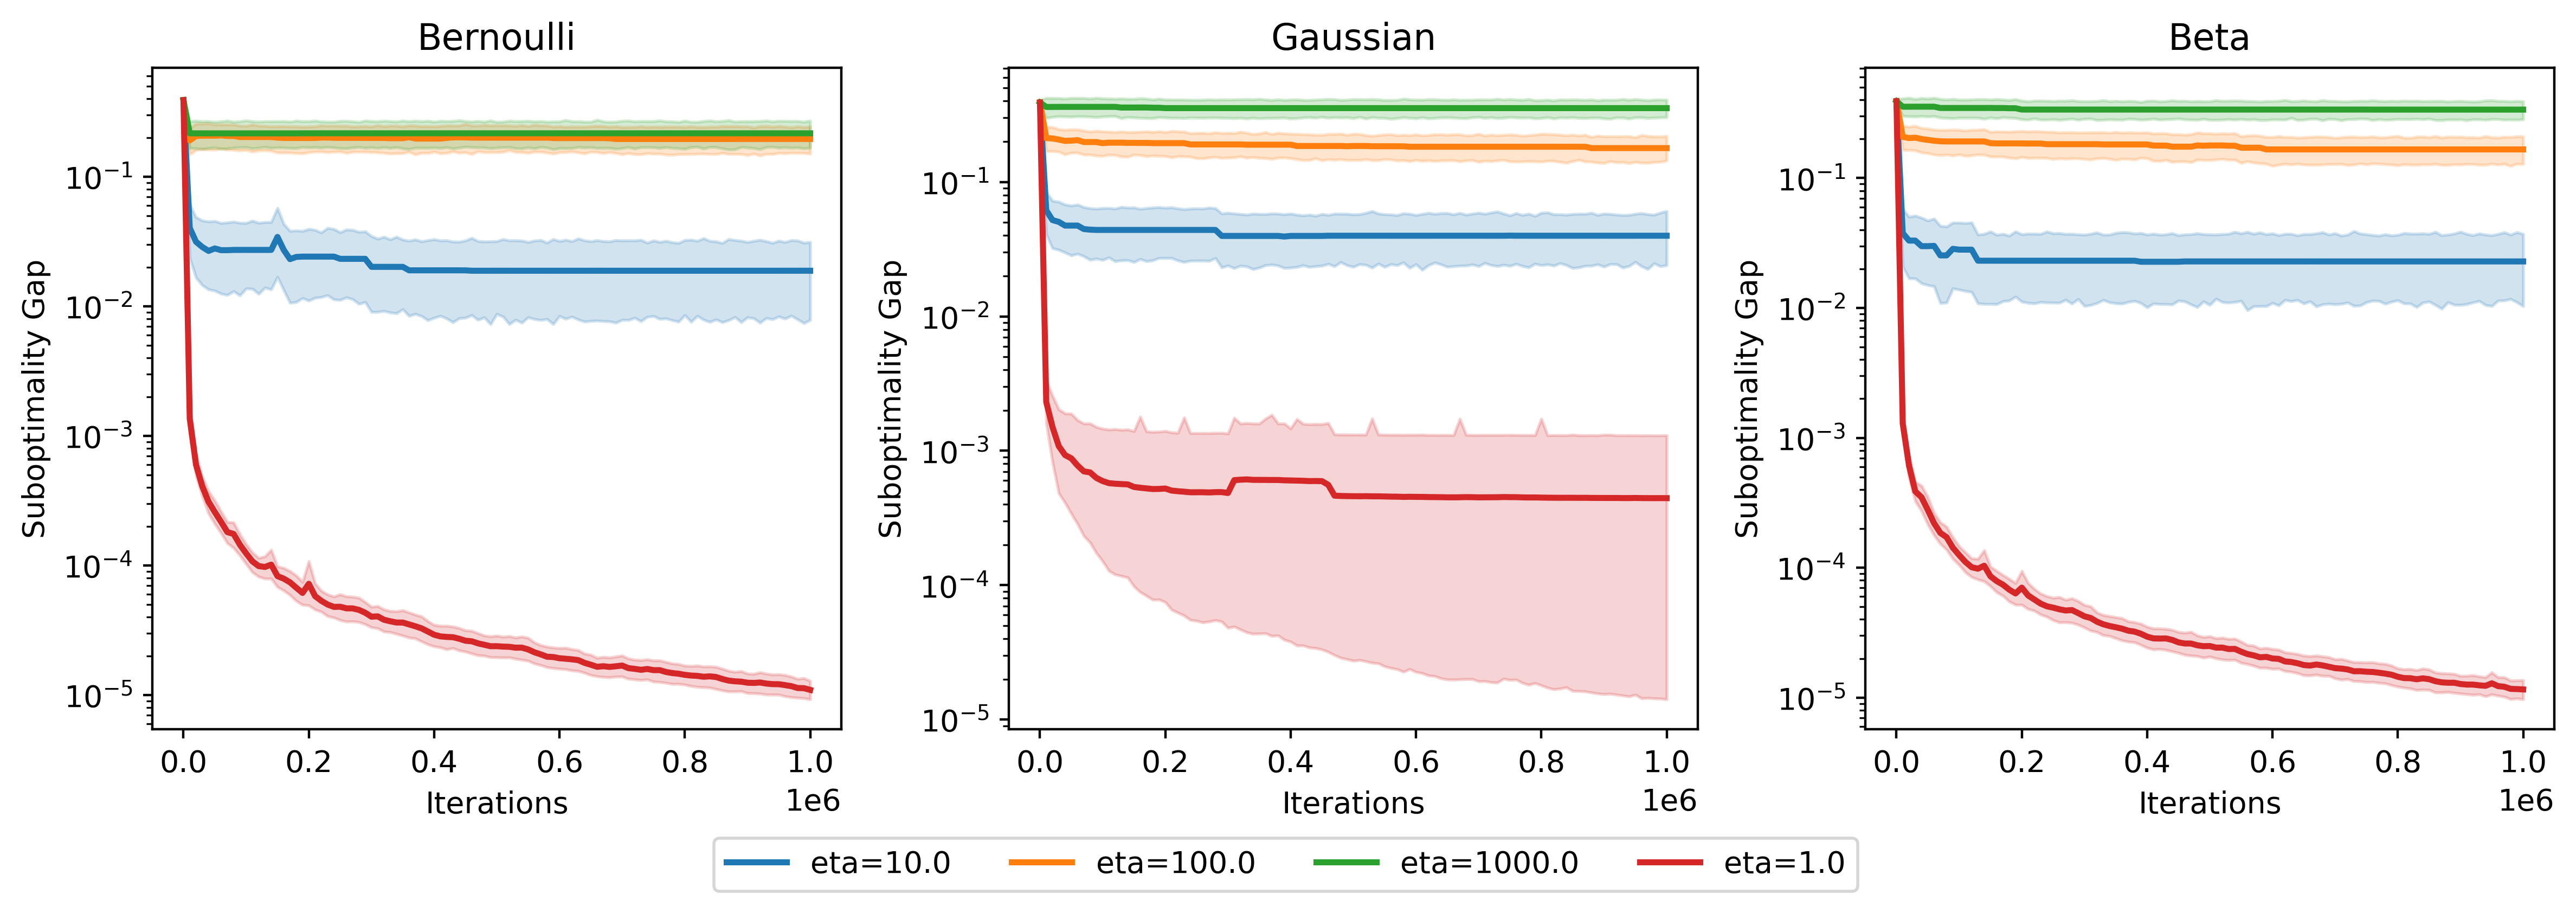 Bernoulli
Suboptimality Gap
10⁻¹
10⁻²
10⁻³
10⁻⁴
10⁻⁵
0.0 0.2 0.4 0.6 0.8 1.0
1e6
Iterations
Gaussian
Suboptimality Gap
10⁻¹
10⁻²
10⁻³
10⁻⁴
10⁻⁵
0.0 0.2 0.4 0.6 0.8 1.0
1e6
Iterations
Beta
Suboptimality Gap
10⁻¹
10⁻²
10⁻³
10⁻⁴
10⁻⁵
0.0 0.2 0.4 0.6 0.8 1.0
1e6
Iterations
eta=10.0 eta=100.0 eta=1000.0 eta=1.0